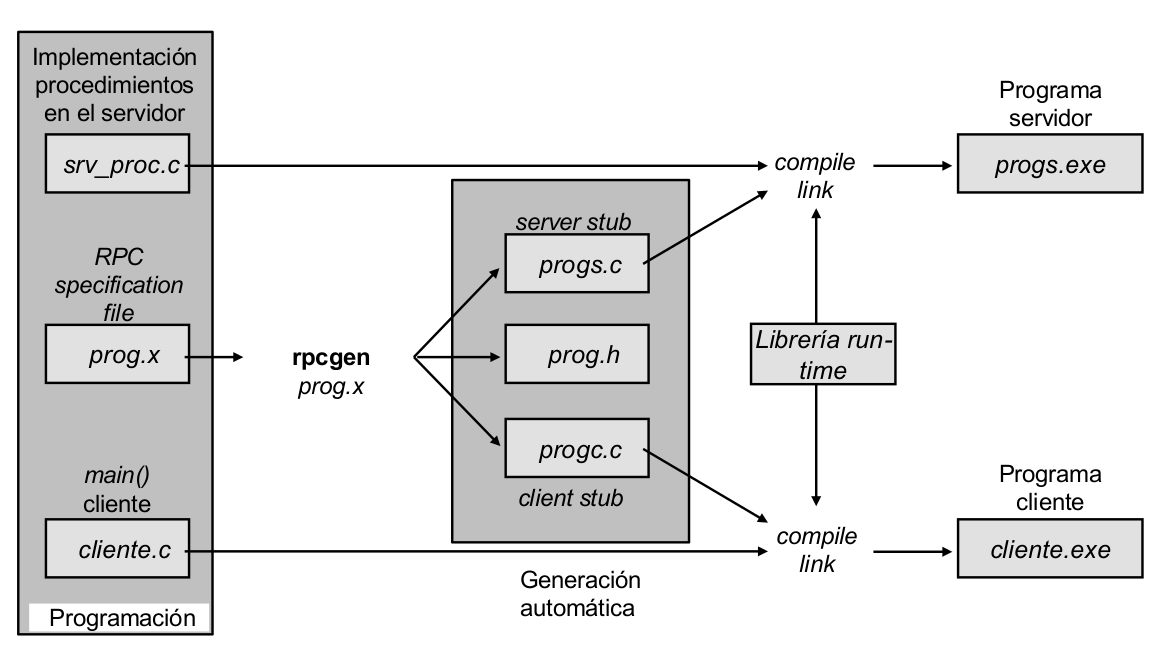 Implementación
procedimientos
en el servidor
srv_proc.c
RPC
specification
file
prog.x
main()
cliente
cliente.c
Programación
rpcgen
prog.x
server stub
progs.c
prog.h
progc.c
client stub
Generación
automática
compile
link
Librería run-
time
compile
link
Programa
servidor
progs.exe
Programa
cliente
cliente.exe